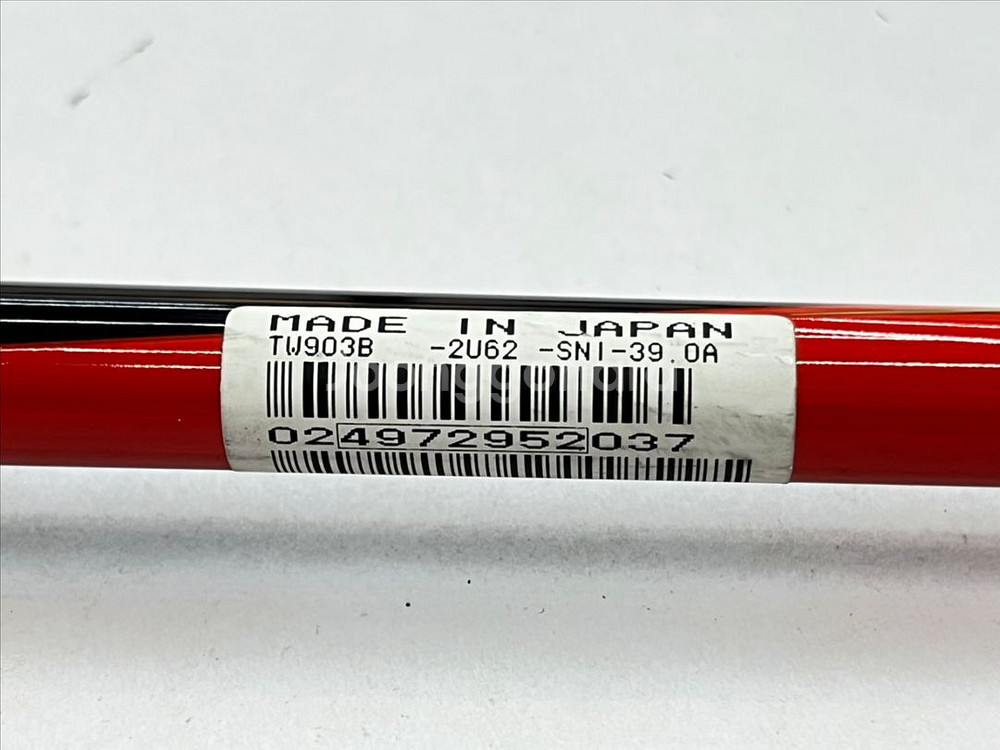 MADE IN JAPAN
TW903B -2U62 -SNI-39.0A
024972952037